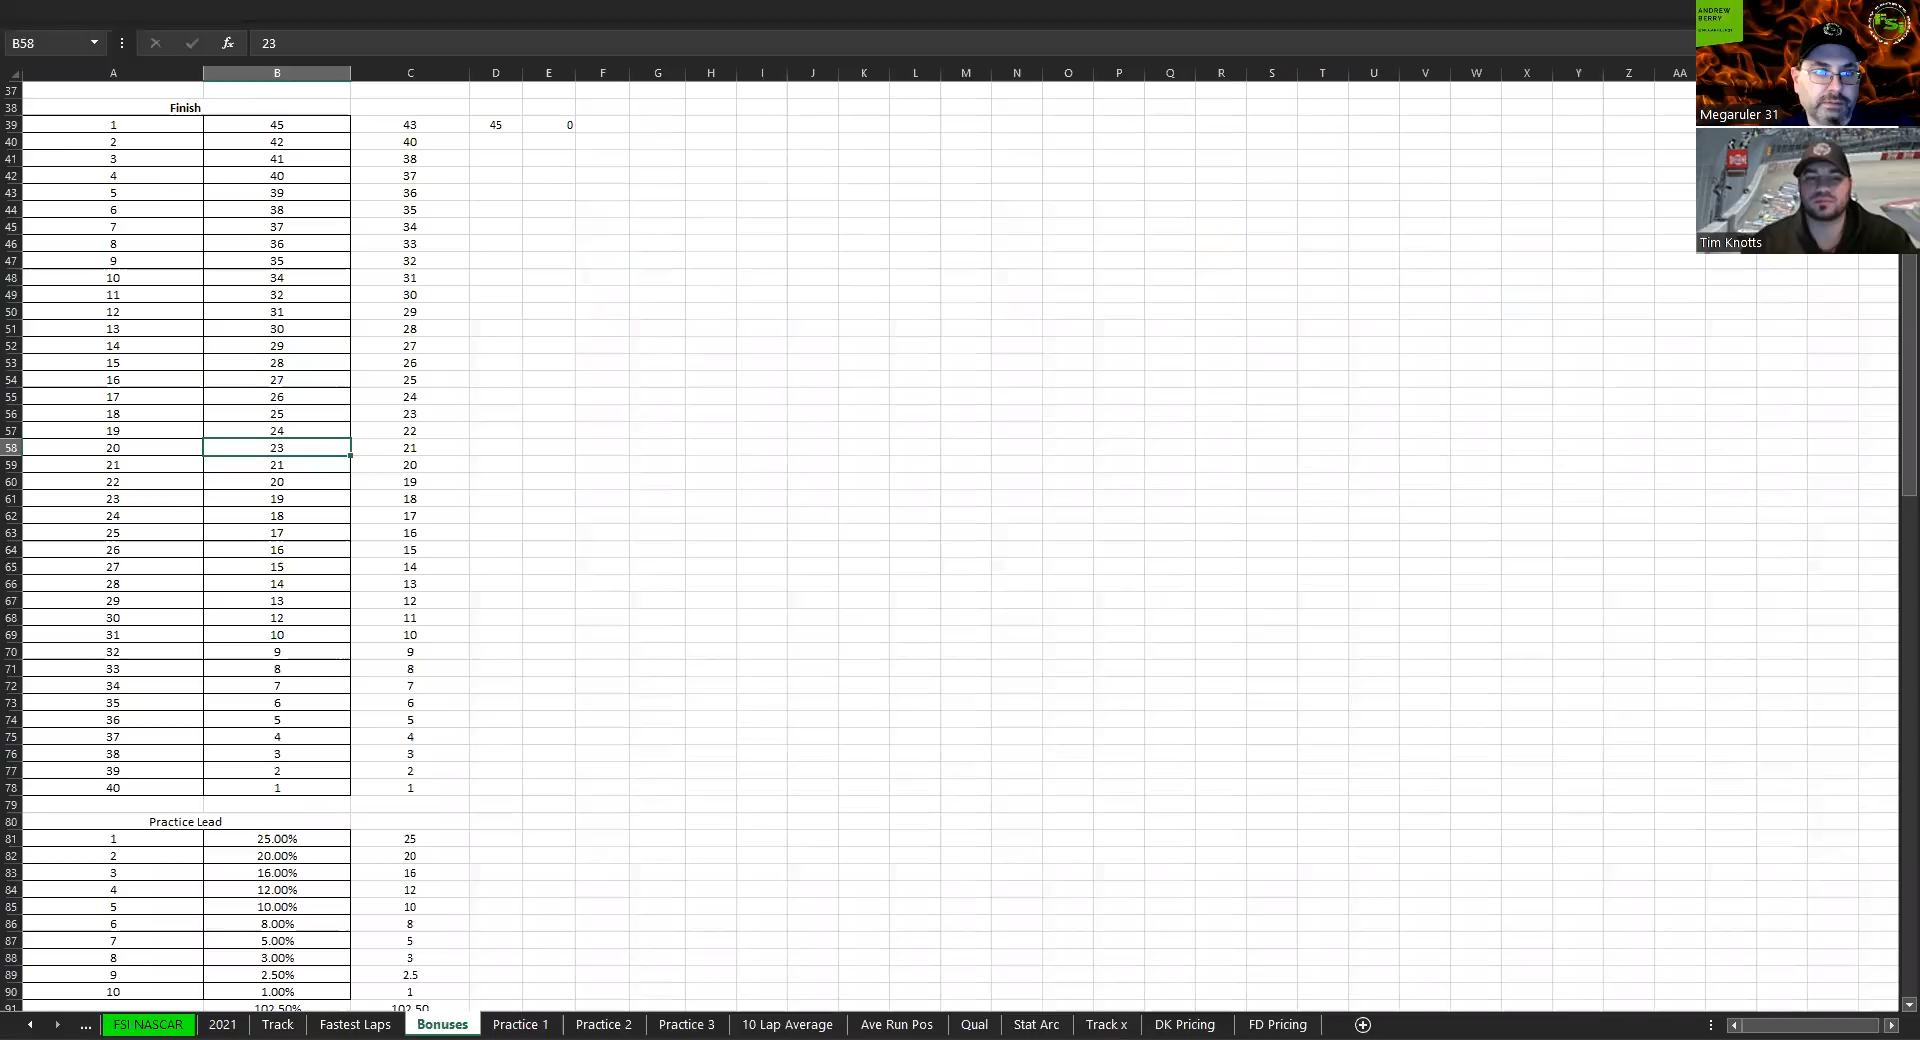 B58 fx 23
A B C D E F G H I J K L M N O P Q R S T U V W X Y Z AA
37
38 Finish
39 1 45 43 45 0
40 2 42 40
41 3 41 38
42 4 40 37
43 5 39 36
44 6 38 35
45 7 37 34
46 8 36 33
47 9 35 32
48 10 34 31
49 11 32 30
50 12 31 29
51 13 30 28
52 14 29 27
53 15 28 26
54 16 27 25
55 17 26 24
56 18 25 23
57 19 24 22
58 20 23 21
59 21 21 20
60 22 20 19
61 23 19 18
62 24 18 17
63 25 17 16
64 26 16 15
65 27 15 14
66 28 14 13
67 29 13 12
68 30 12 11
69 31 10 10
70 32 9 9
71 33 8 8
72 34 7 7
73 35 6 6
74 36 5 5
75 37 4 4
76 38 3 3
77 39 2 2
78 40 1 1
79
80 Practice Lead
81 1 25.00% 25
82 2 20.00% 20
83 3 16.00% 16
84 4 12.00% 12
85 5 10.00% 10
86 6 8.00% 8
87 7 5.00% 5
88 8 3.00% 3
89 9 2.50% 2.5
90 10 1.00% 1
91 102.50% 102.50
... FSI NASCAR 2021 Track Fastest Laps Bonuses Practice 1 Practice 2 Practice 3 10 Lap Average Ave Run Pos Qual Stat Arc Track x DK Pricing FD Pricing
ANDREW
BERRY
FSi
Megaruler 31
Tim Knotts